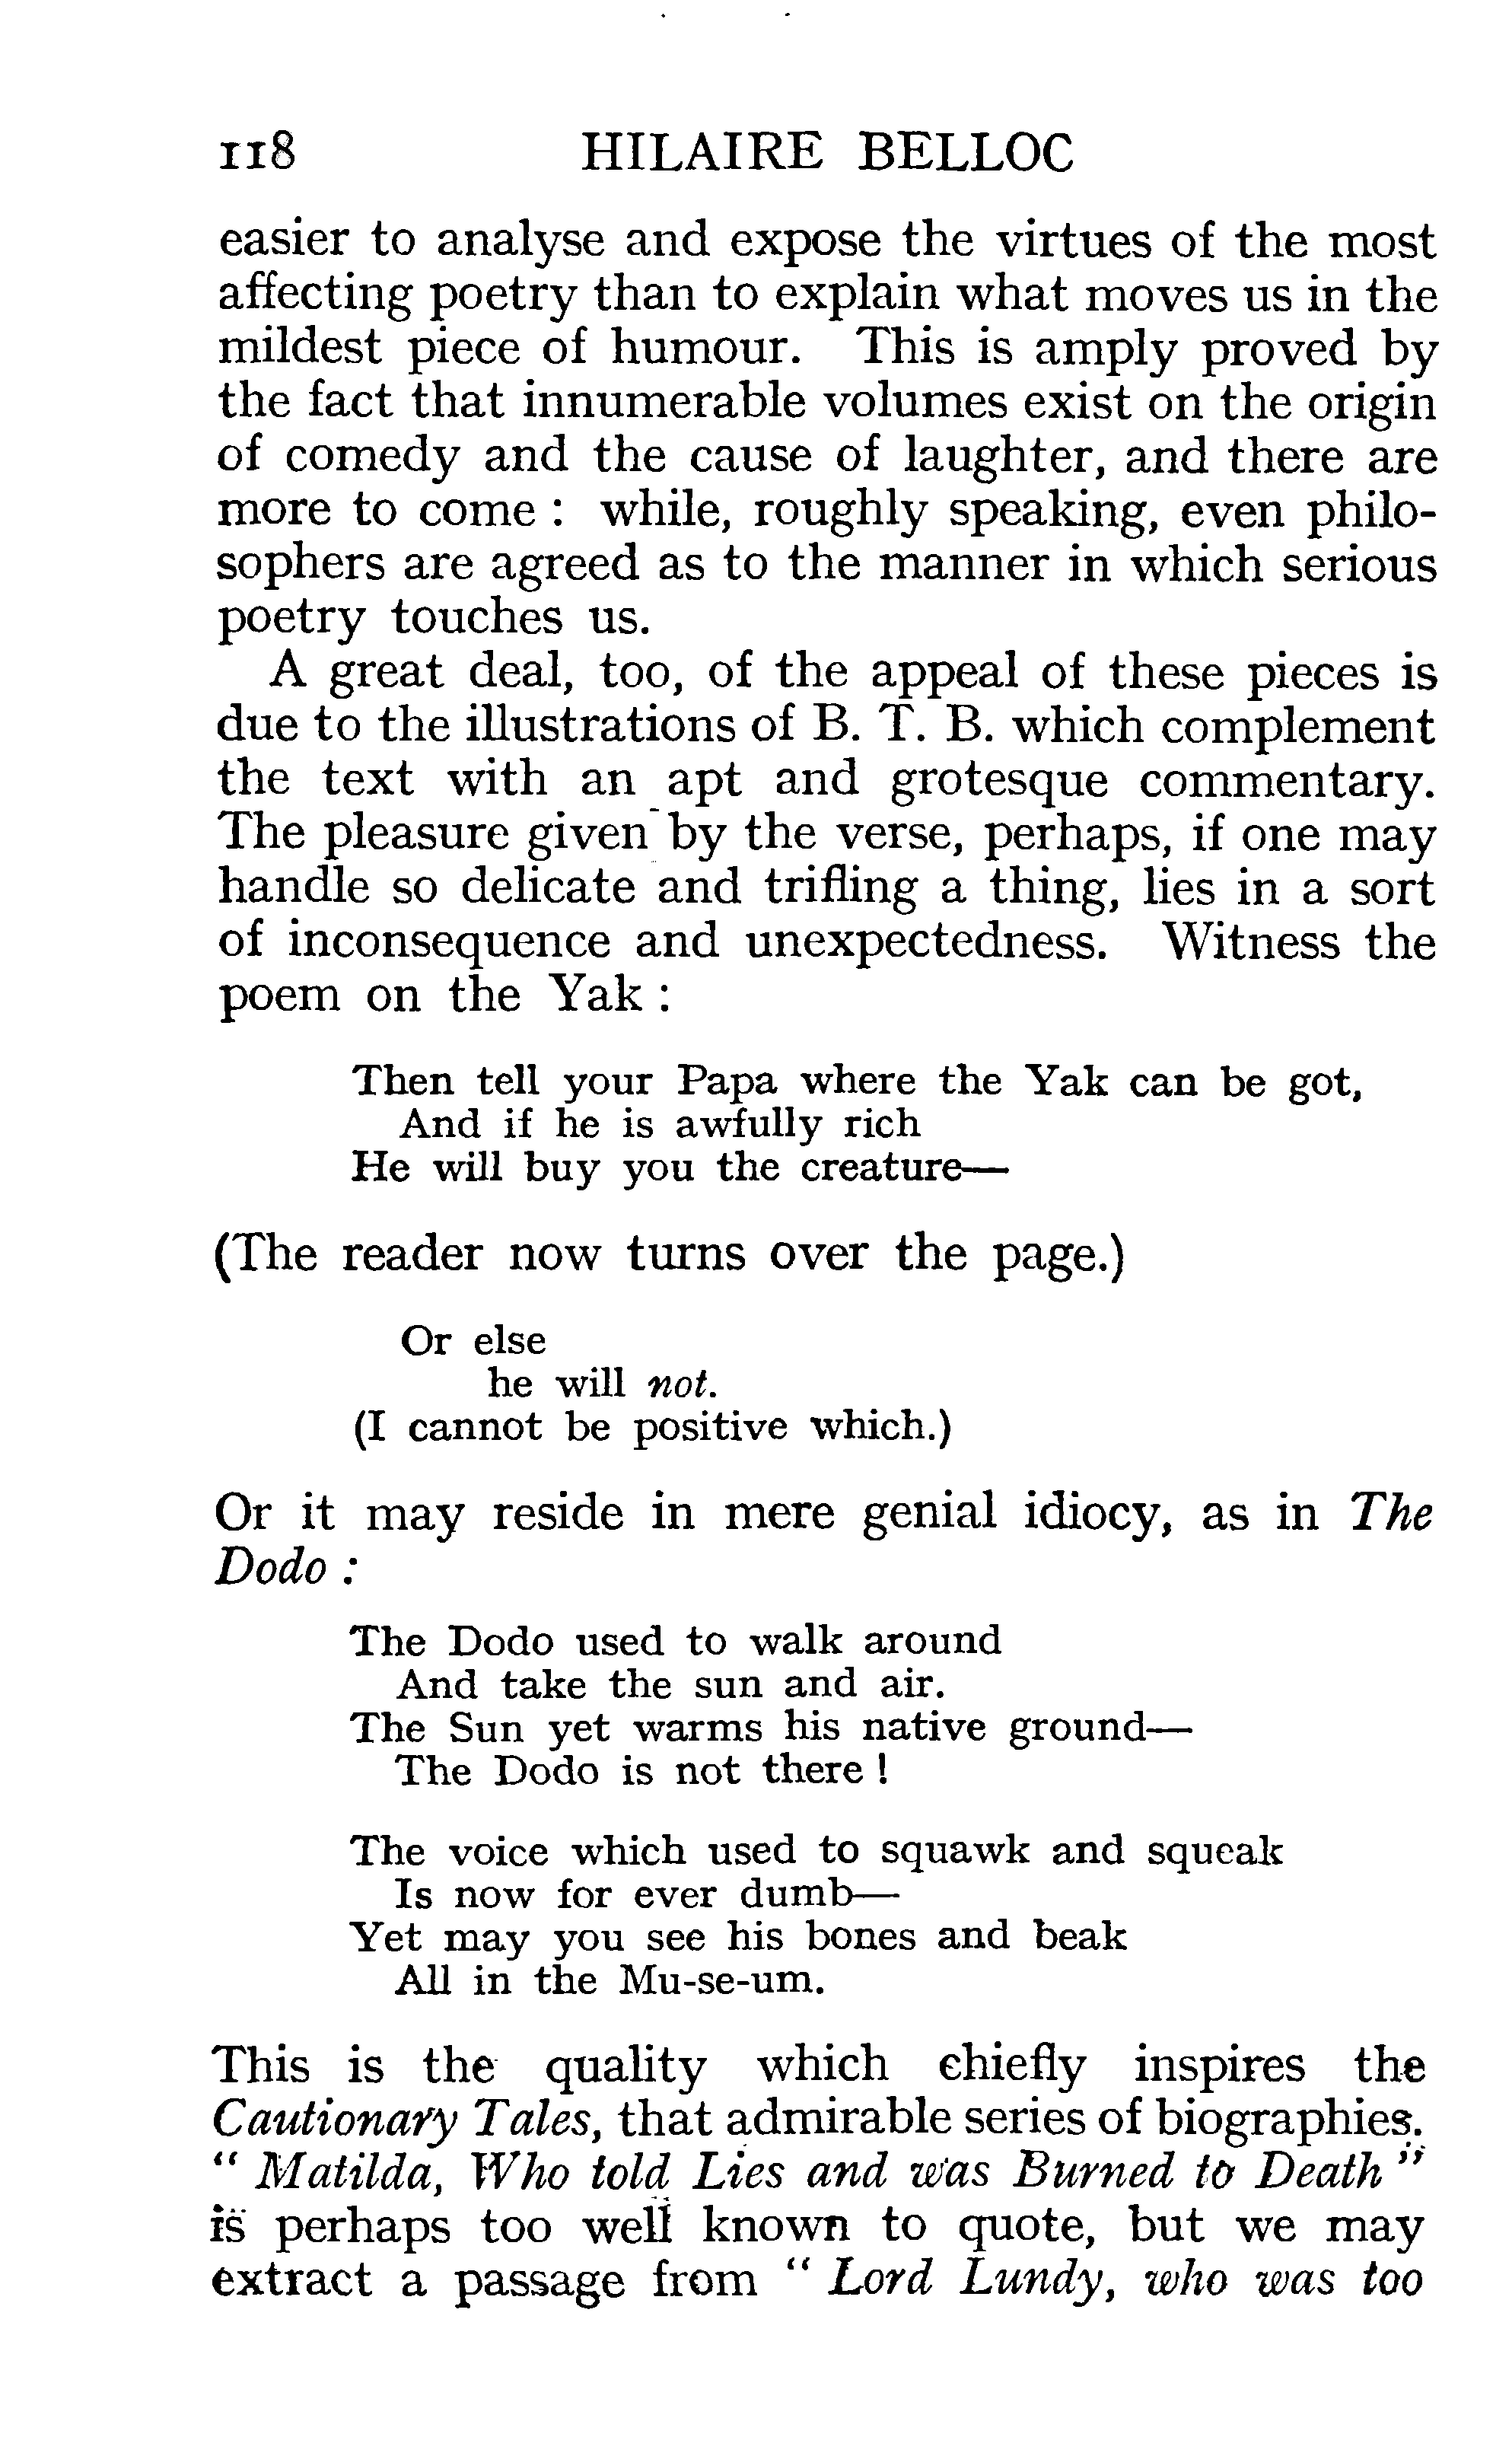 118 HILAIRE BELLOC
easier to analyse and expose the virtues of the most
affecting poetry than to explain what moves us in the
mildest piece of humour. This is amply proved by
the fact that innumerable volumes exist on the origin
of comedy and the cause of laughter, and there are
more to come : while, roughly speaking, even philo-
sophers are agreed as to the manner in which serious
poetry touches us.
A great deal, too, of the appeal of these pieces is
due to the illustrations of B. T. B. which complement
the text with an apt and grotesque commentary.
The pleasure given by the verse, perhaps, if one may
handle so delicate and trifling a thing, lies in a sort
of inconsequence and unexpectedness. Witness the
poem on the Yak :
Then tell your Papa where the Yak can be got,
And if he is awfully rich
He will buy you the creature—
(The reader now turns over the page.)
Or else
he will not.
(I cannot be positive which.)
Or it may reside in mere genial idiocy, as in The
Dodo :
The Dodo used to walk around
And take the sun and air.
The Sun yet warms his native ground—
The Dodo is not there !
The voice which used to squawk and squeak
Is now for ever dumb—
Yet may you see his bones and beak
All in the Mu-se-um.
This is the quality which chiefly inspires the
Cautionary Tales, that admirable series of biographies.
" Matilda, Who told Lies and was Burned to Death "
is perhaps too well known to quote, but we may
extract a passage from " Lord Lundy, who was too